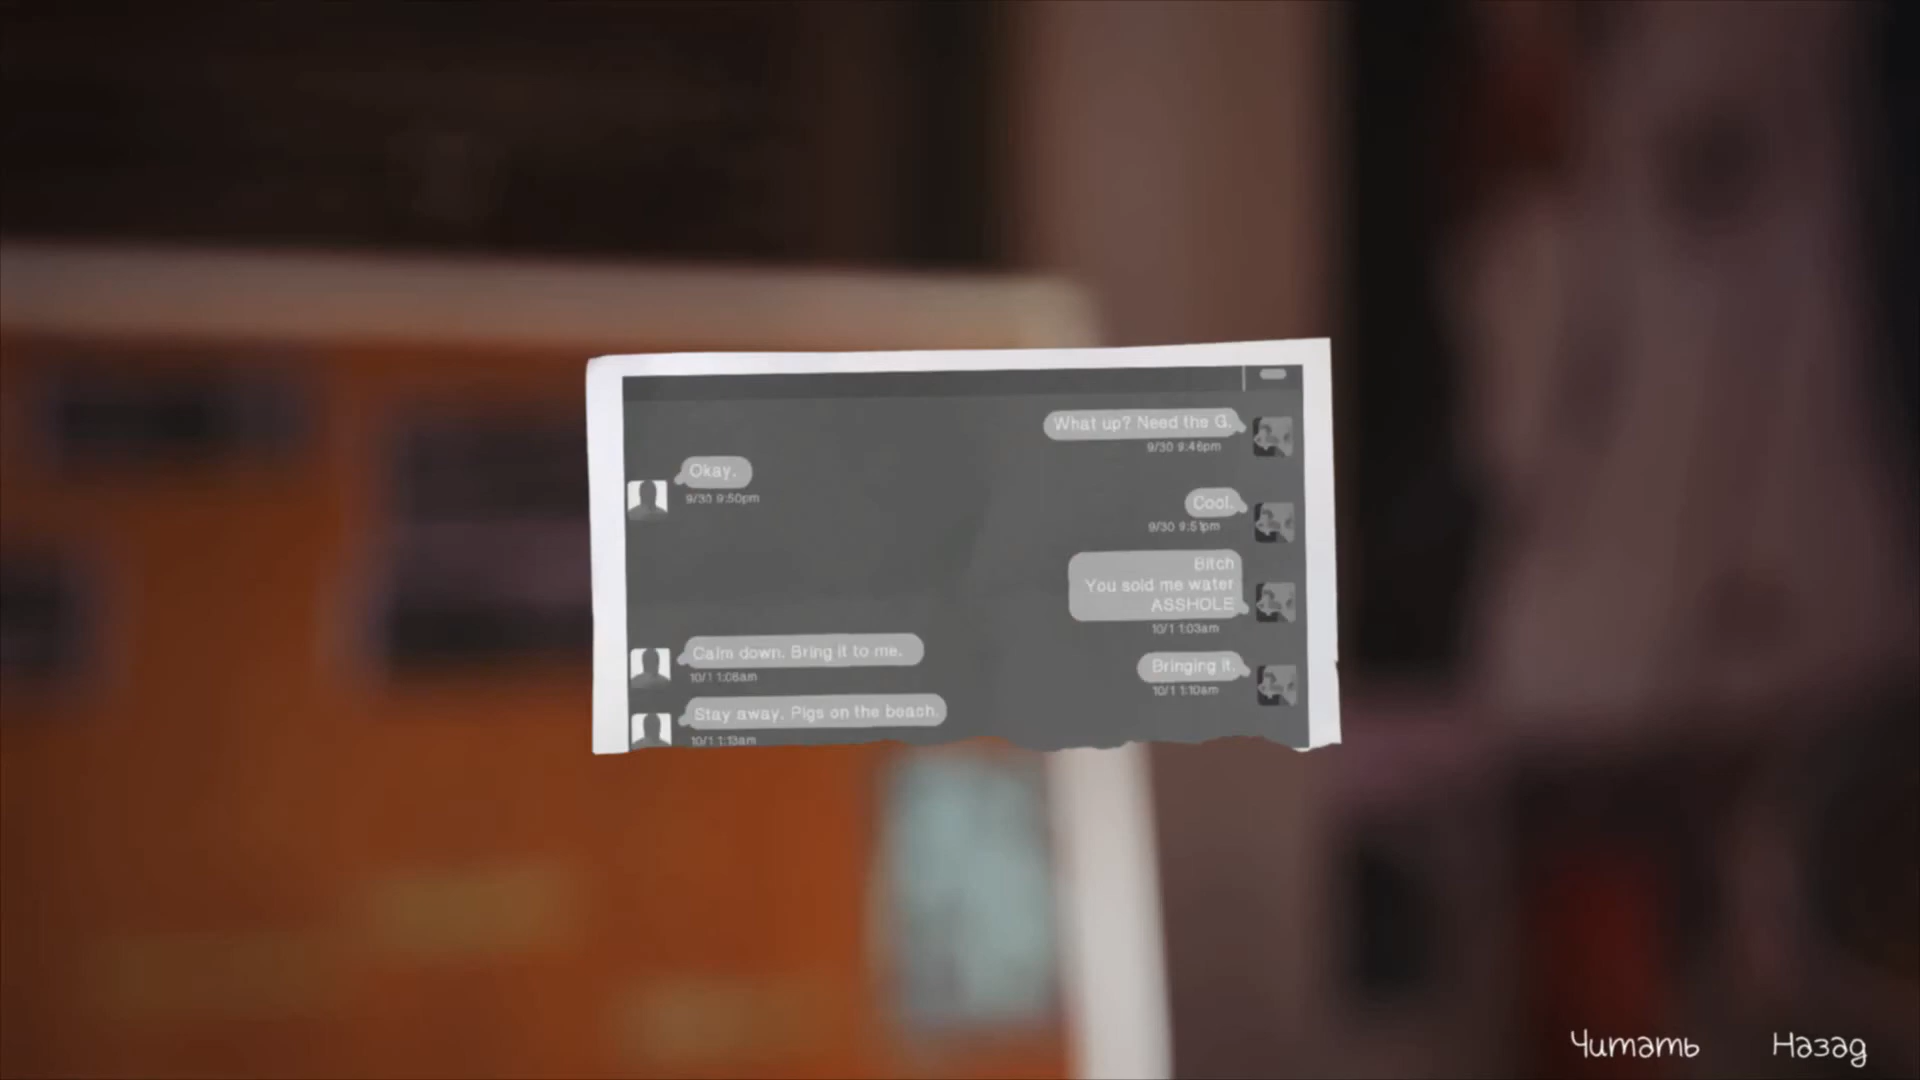 What up? Need the G.
9/30 9:46pm
Okay.
9/30 9:50pm
Cool.
9/30 9:51pm
Bitch
You sold me water
ASSHOLE
10/1 1:03am
Calm down. Bring it to me.
10/1 1:08am
Bringing it.
10/1 1:10am
Stay away. Pigs on the beach.
10/1 1:13am
Читать
Назад